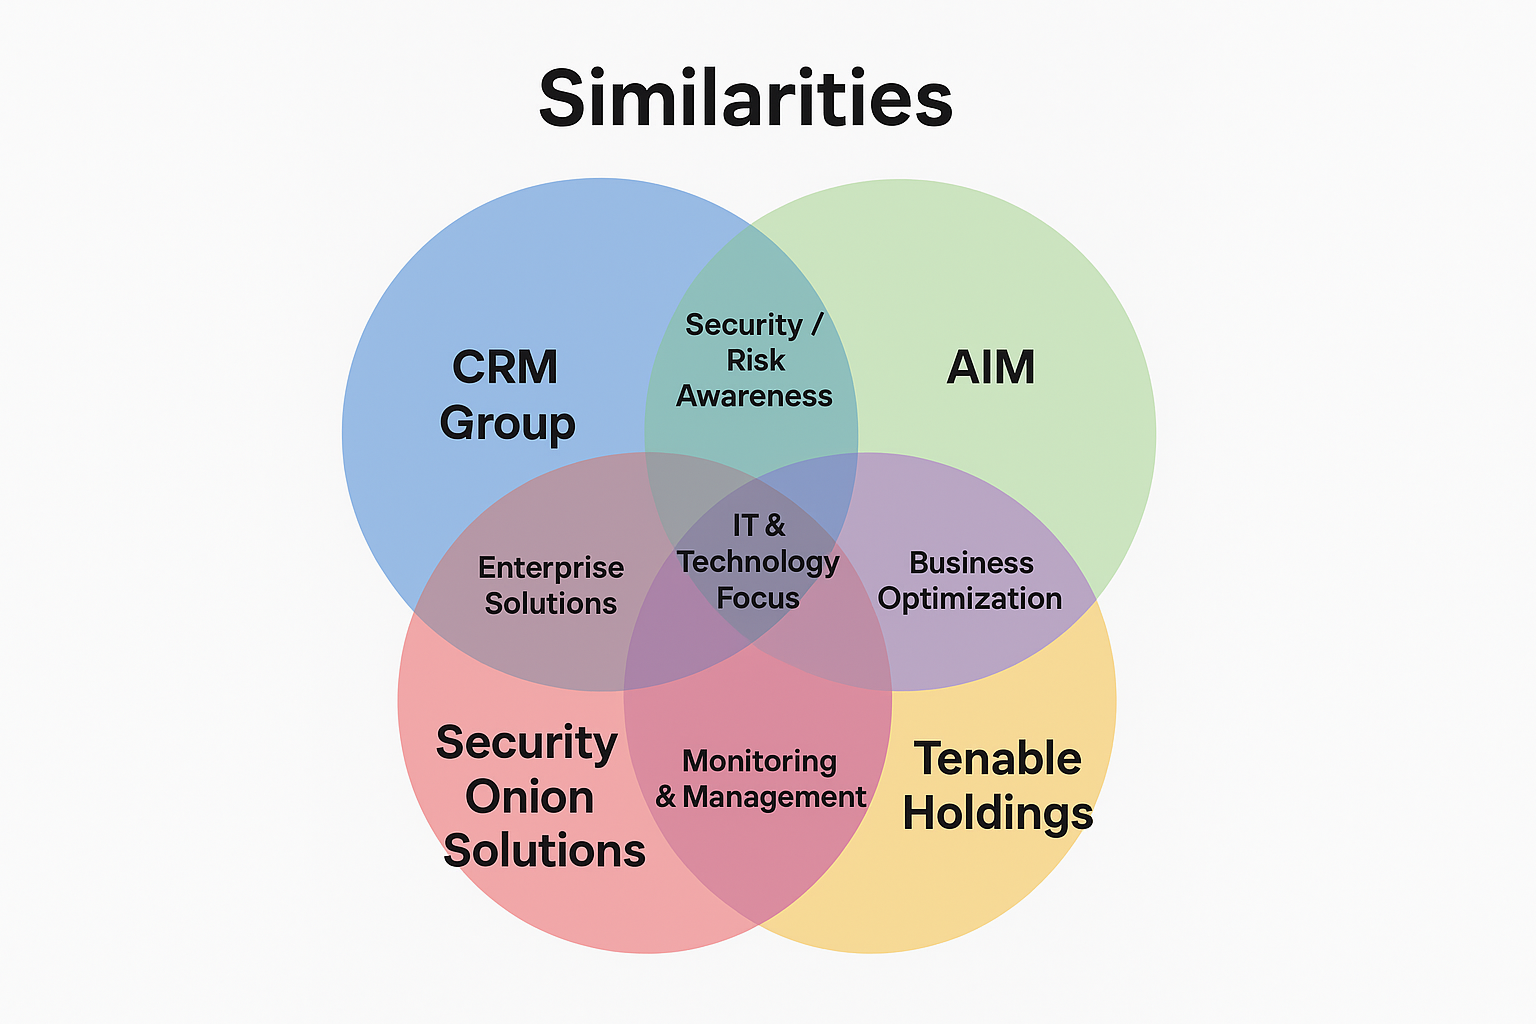 Similarities
CRM
Group
Security /
Risk
Awareness
AIM
Enterprise
Solutions
IT &
Technology
Focus
Business
Optimization
Security
Onion
Solutions
Monitoring
& Management
Tenable
Holdings